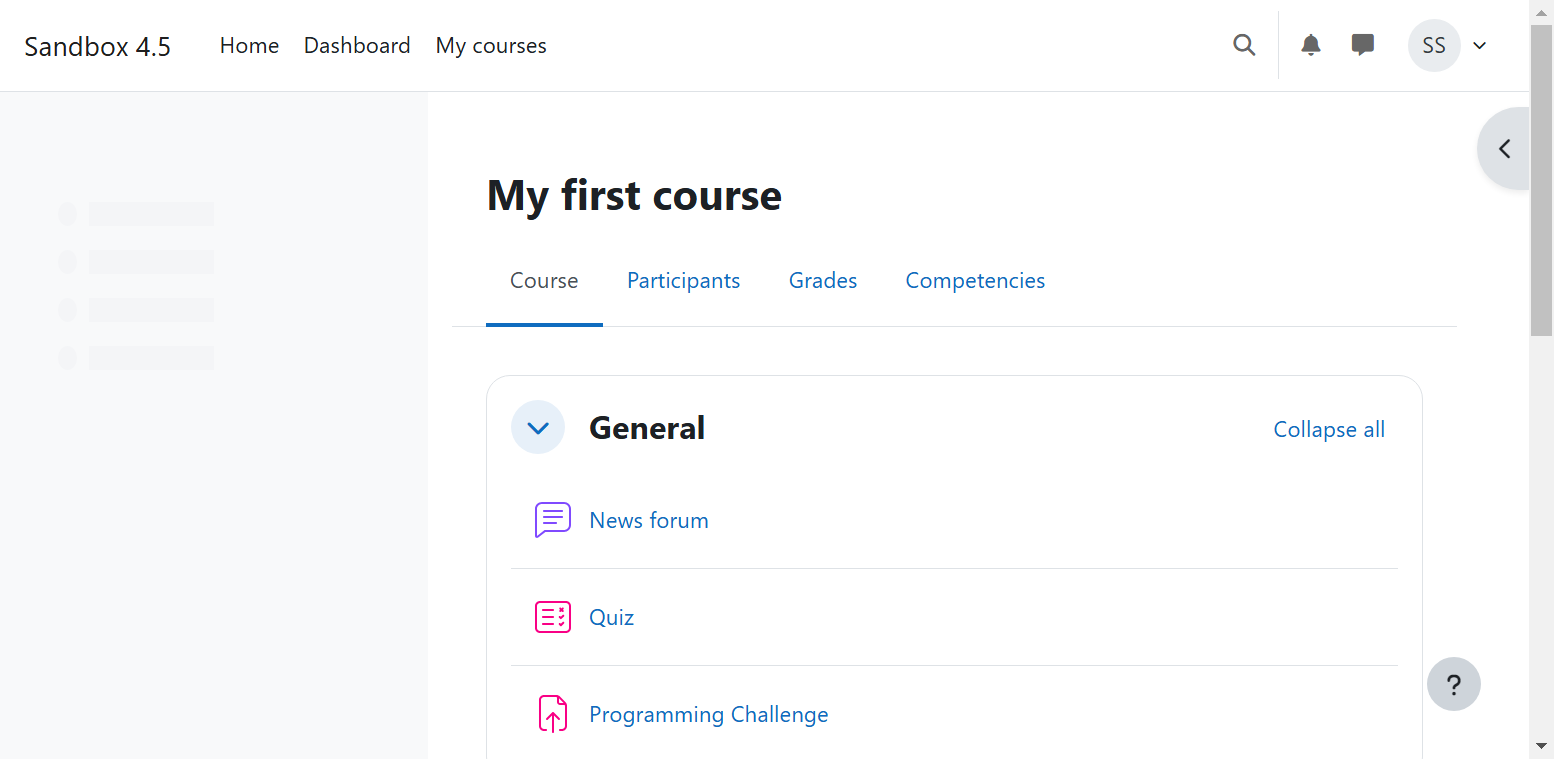 Sandbox 4.5 Home Dashboard My courses SS
My first course
Course Participants Grades Competencies
General Collapse all
News forum
Quiz
Programming Challenge
?